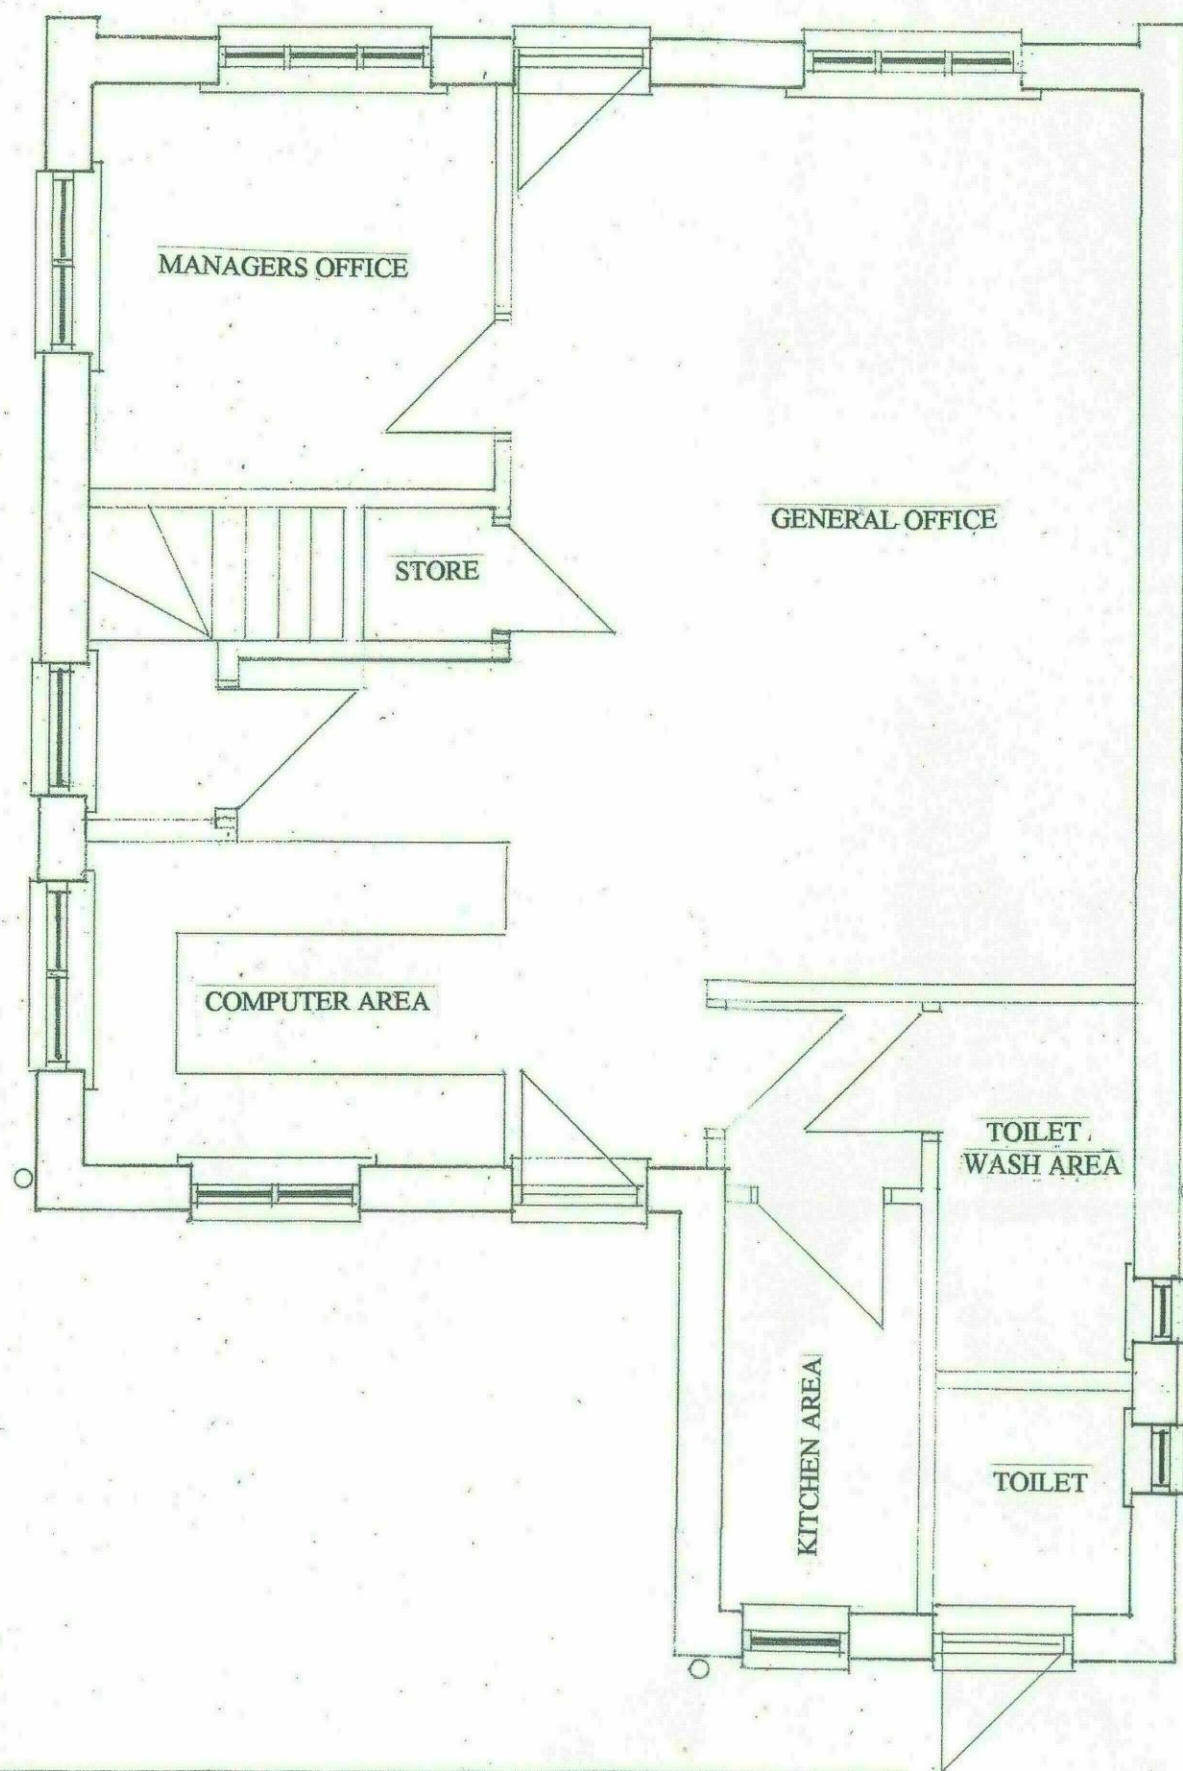 MANAGERS OFFICE
GENERAL OFFICE
STORE
COMPUTER AREA
TOILET
WASH AREA
KITCHEN AREA
TOILET